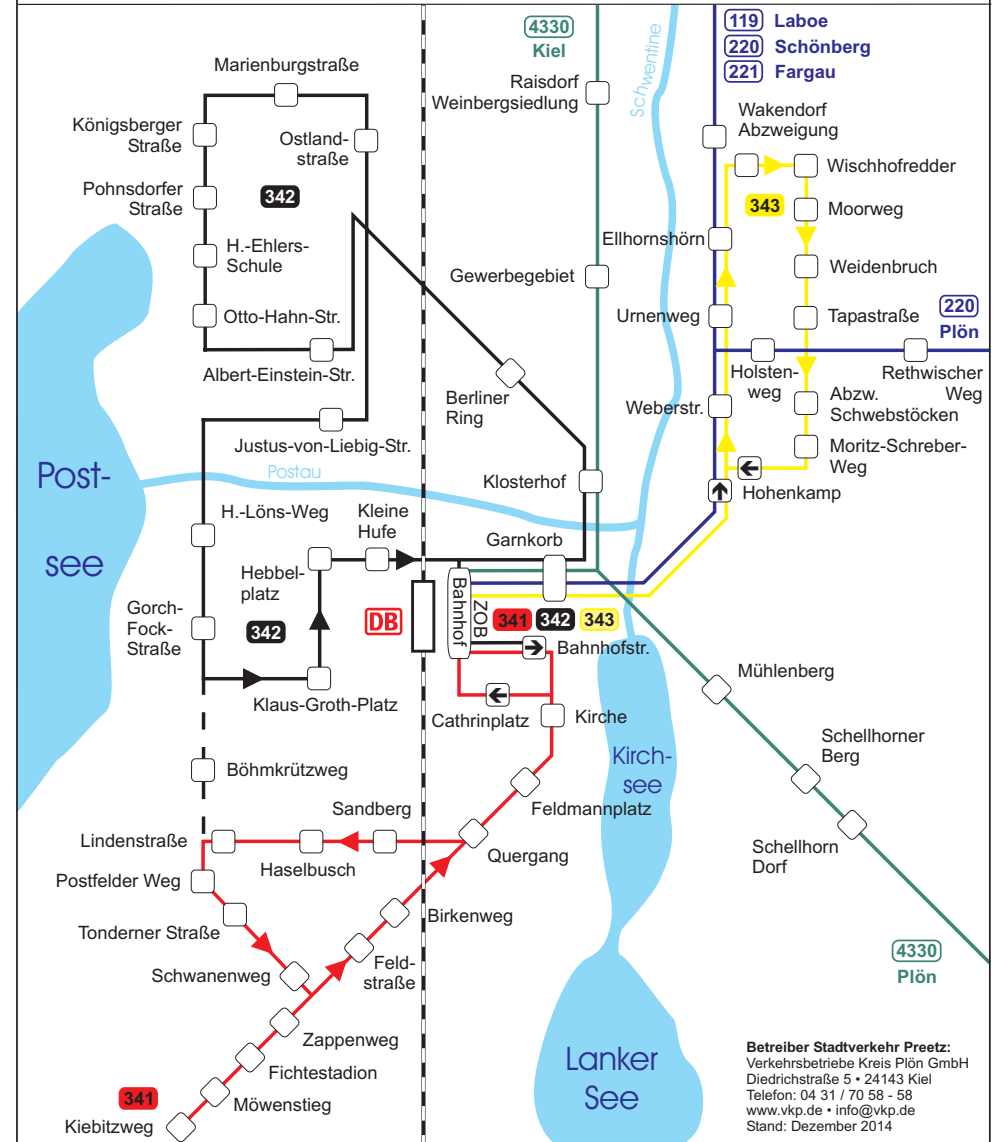 4330
Kiel
Schwentine
119 Laboe
220 Schönberg
221 Fargau
Marienburgstraße
Raisdorf
Weinbergsiedlung
Wakendorf
Abzweigung
Königsberger
Straße
Ostland-
straße
Wischhofredder
Pohnsdorfer
Straße
342
343
Moorweg
H.-Ehlers-
Schule
Ellhornshörn
Gewerbegebiet
Weidenbruch
Otto-Hahn-Str.
Urnenweg
Tapastraße
220
Plön
Albert-Einstein-Str.
Berliner
Ring
Holsten-
weg
Rethwischer
Weg
Weberstr.
Abzw.
Schwebstöcken
Justus-von-Liebig-Str.
Moritz-Schreber-
Weg
Post-
see
Postau
Klosterhof
Hohenkamp
H.-Löns-Weg
Kleine
Hufe
Garnkorb
Hebbel-
platz
Gorch-
Fock-
Straße
342
DB
Bahnhof
ZOB
341 342 343
Bahnhofstr.
Klaus-Groth-Platz
Cathrinplatz
Kirche
Mühlenberg
Böhmkrützweg
Kirch-
see
Schellhorner
Berg
Sandberg
Feldmannplatz
Lindenstraße
Haselbusch
Quergang
Schellhorn
Dorf
Postfelder Weg
Birkenweg
Tonderner Straße
Schwanenweg
Feld-
straße
4330
Plön
Zappenweg
Fichtestadion
341
Möwenstieg
Kiebitzweg
Lanker
See
Betreiber Stadtverkehr Preetz:
Verkehrsbetriebe Kreis Plön GmbH
Diedrichstraße 5 • 24143 Kiel
Telefon: 04 31 / 70 58 - 58
www.vkp.de • info@vkp.de
Stand: Dezember 2014